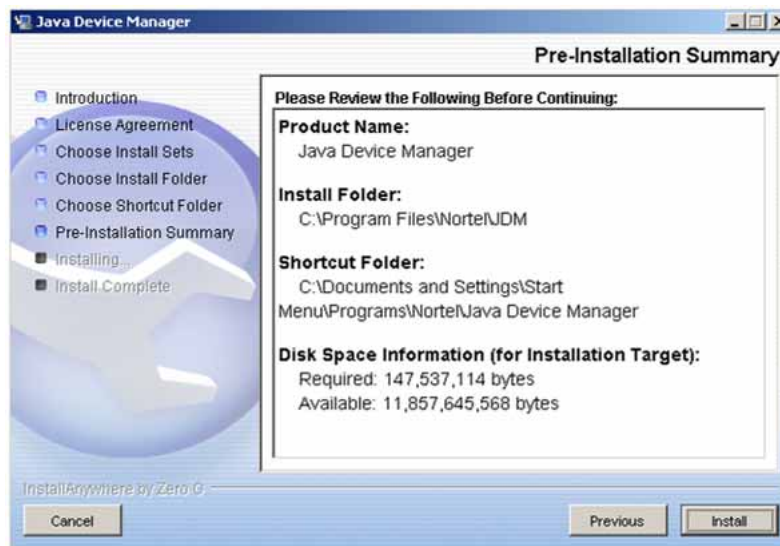 Java Device Manager
Pre-Installation Summary
Introduction
License Agreement
Choose Install Sets
Choose Install Folder
Choose Shortcut Folder
Pre-Installation Summary
Installing...
Install Complete
Please Review the Following Before Continuing:
Product Name:
Java Device Manager
Install Folder:
C:\Program Files\Nortel\JDM
Shortcut Folder:
C:\Documents and Settings\Start
Menu\Programs\Nortel\Java Device Manager
Disk Space Information (for Installation Target):
Required: 147,537,114 bytes
Available: 11,857,645,568 bytes
InstallAnywhere by Zero G
Cancel
Previous
Install